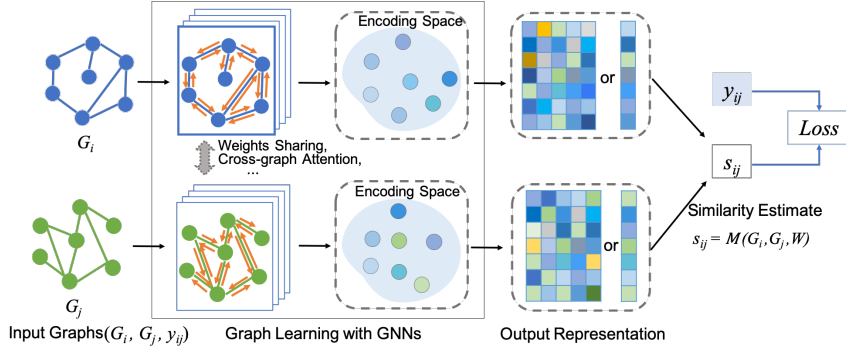 Encoding Space
G_i
Weights Sharing,
Cross-graph Attention,
...
or
y_ij
Loss
s_ij
Encoding Space
G_j
or
Similarity Estimate
s_ij = M(G_i,G_j,W)
Input Graphs(G_i, G_j, y_ij)
Graph Learning with GNNs
Output Representation